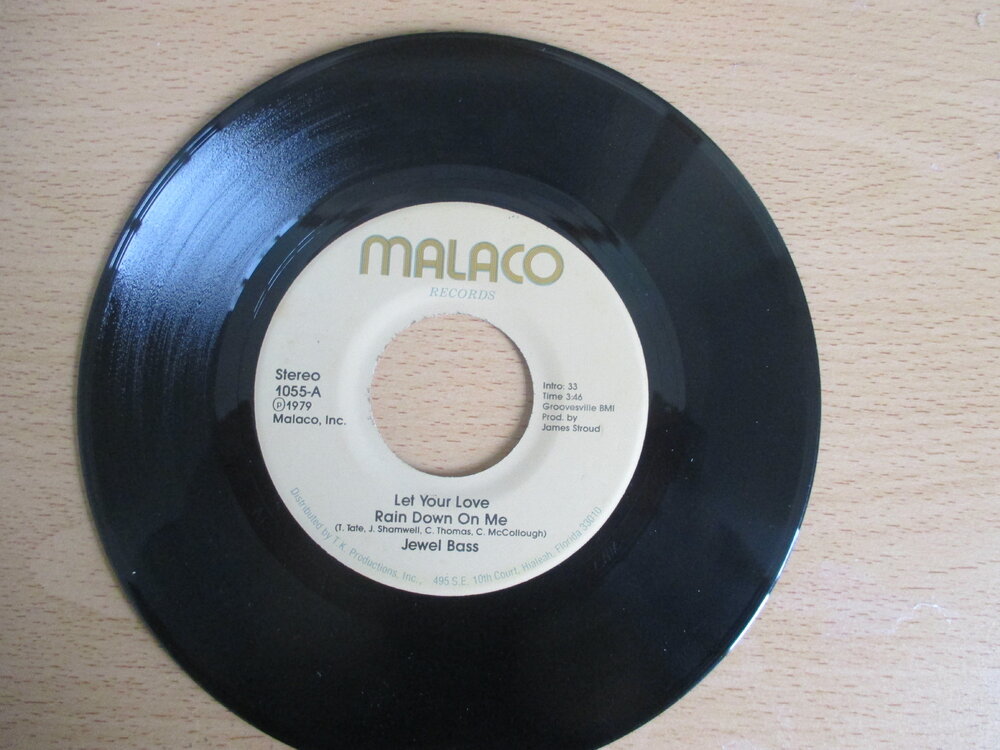 MALACO
RECORDS
Stereo
1055-A
Ⓟ1979
Malaco, Inc.
Intro: 33
Time 3:46
Groovesville BMI
Prod. by
James Stroud
Let Your Love
Rain Down On Me
(T. Tate, J. Shamwell, C. Thomas, C. McCollough)
Jewel Bass
Distributed by T.K. Productions, Inc., 495 S.E. 10th Court, Hialeah, Florida 33010